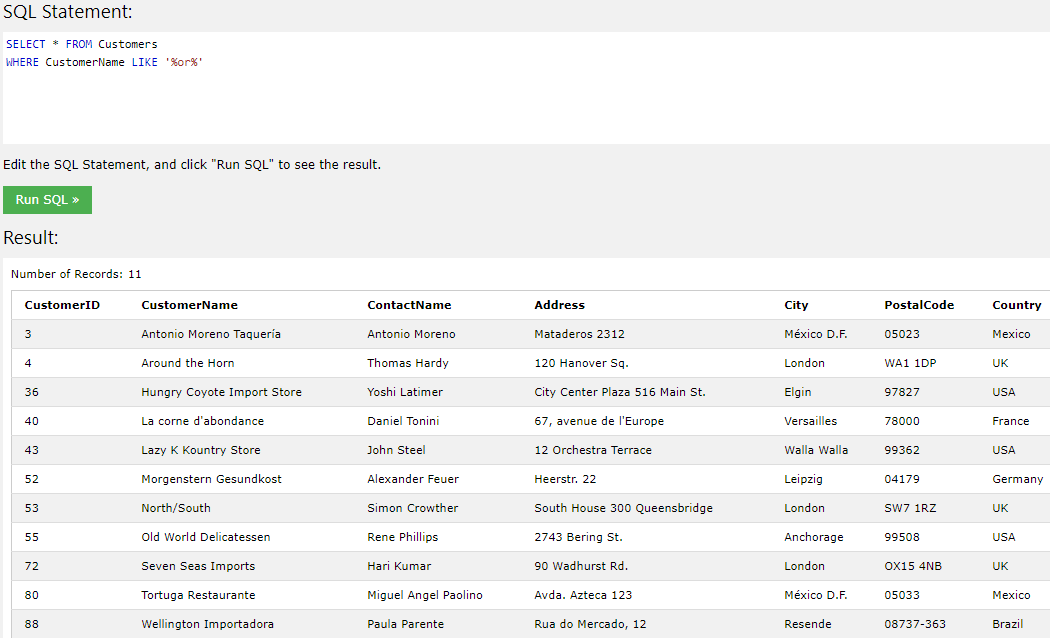 SQL Statement:
SELECT * FROM Customers
WHERE CustomerName LIKE '%or%'
Edit the SQL Statement, and click "Run SQL" to see the result.
Run SQL »
Result:
Number of Records: 11
CustomerID CustomerName ContactName Address City PostalCode Country
3 Antonio Moreno Taquería Antonio Moreno Mataderos 2312 México D.F. 05023 Mexico
4 Around the Horn Thomas Hardy 120 Hanover Sq. London WA1 1DP UK
36 Hungry Coyote Import Store Yoshi Latimer City Center Plaza 516 Main St. Elgin 97827 USA
40 La corne d'abondance Daniel Tonini 67, avenue de l'Europe Versailles 78000 France
43 Lazy K Kountry Store John Steel 12 Orchestra Terrace Walla Walla 99362 USA
52 Morgenstern Gesundkost Alexander Feuer Heerstr. 22 Leipzig 04179 Germany
53 North/South Simon Crowther South House 300 Queensbridge London SW7 1RZ UK
55 Old World Delicatessen Rene Phillips 2743 Bering St. Anchorage 99508 USA
72 Seven Seas Imports Hari Kumar 90 Wadhurst Rd. London OX15 4NB UK
80 Tortuga Restaurante Miguel Angel Paolino Avda. Azteca 123 México D.F. 05033 Mexico
88 Wellington Importadora Paula Parente Rua do Mercado, 12 Resende 08737-363 Brazil